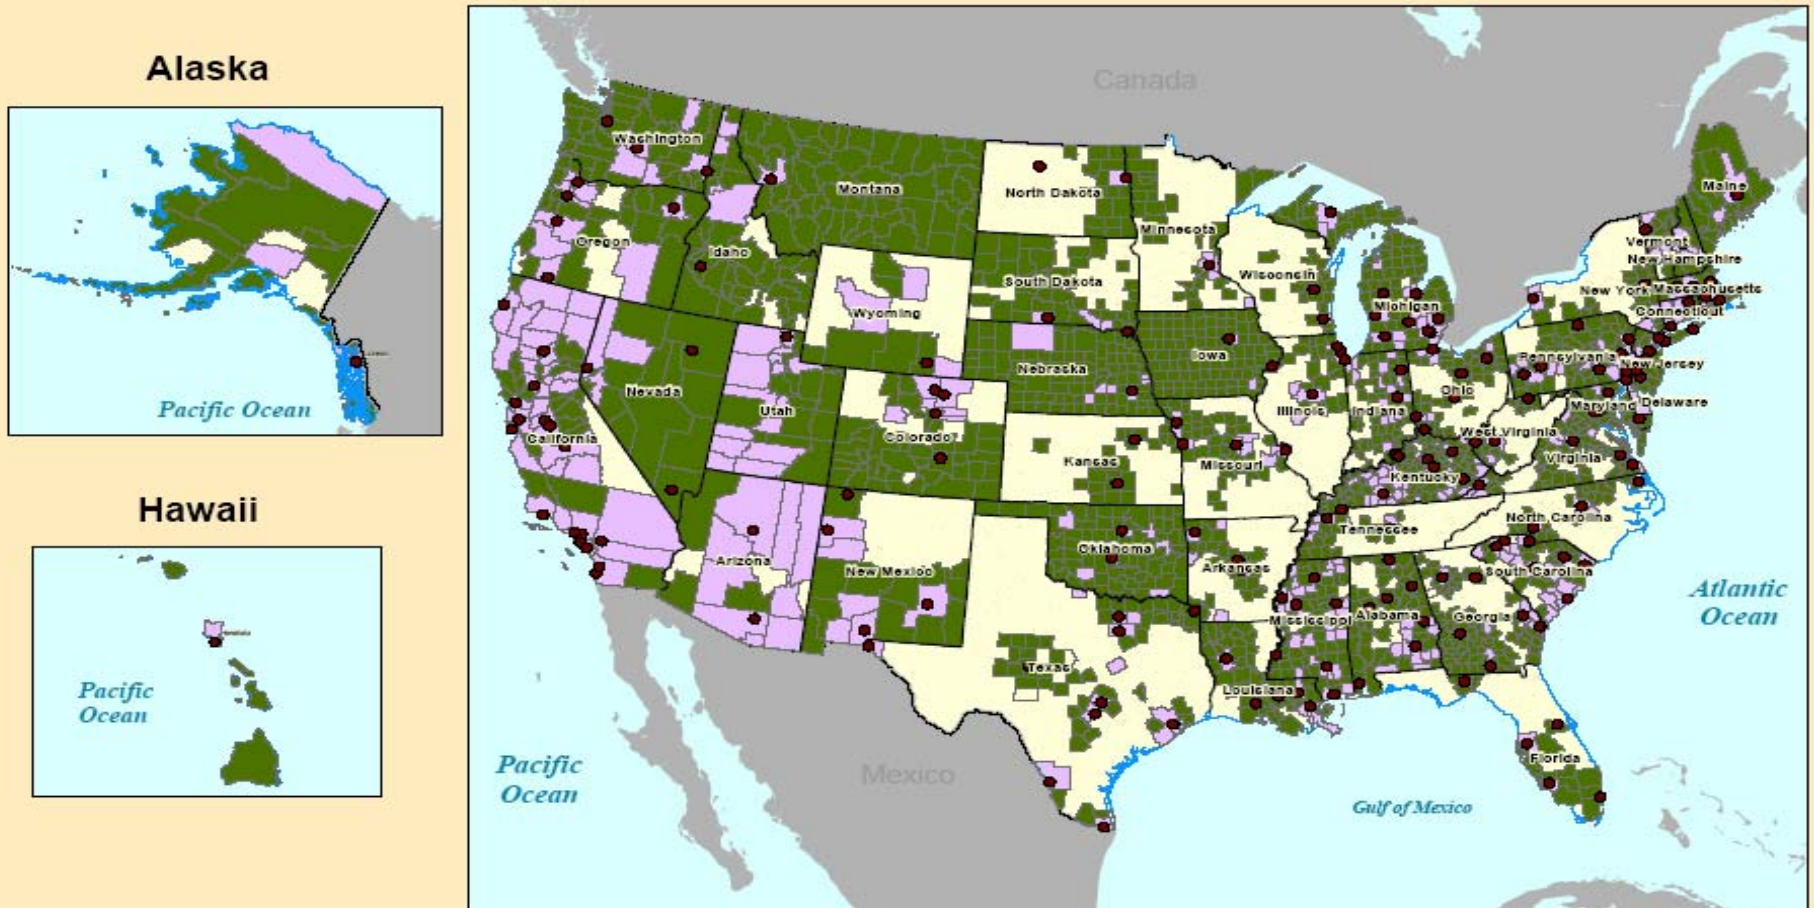 Alaska
Pacific Ocean
Hawaii
Pacific
Ocean
Canada
Washington
Montana
North Dakota
Minnesota
Maine
Oregon
Idaho
South Dakota
Wisconsin
Michigan
Vermont
New Hampshire
New York
Massachusetts
Connecticut
Wyoming
Iowa
Nebraska
Pennsylvania
New Jersey
Nevada
Utah
Illinois
Indiana
Ohio
Maryland
Delaware
California
Colorado
Kansas
Missouri
West Virginia
Virginia
Kentucky
Arizona
New Mexico
Oklahoma
Arkansas
Tennessee
North Carolina
South Carolina
Mississippi
Alabama
Georgia
Texas
Louisiana
Florida
Atlantic
Ocean
Pacific
Ocean
Mexico
Gulf of Mexico